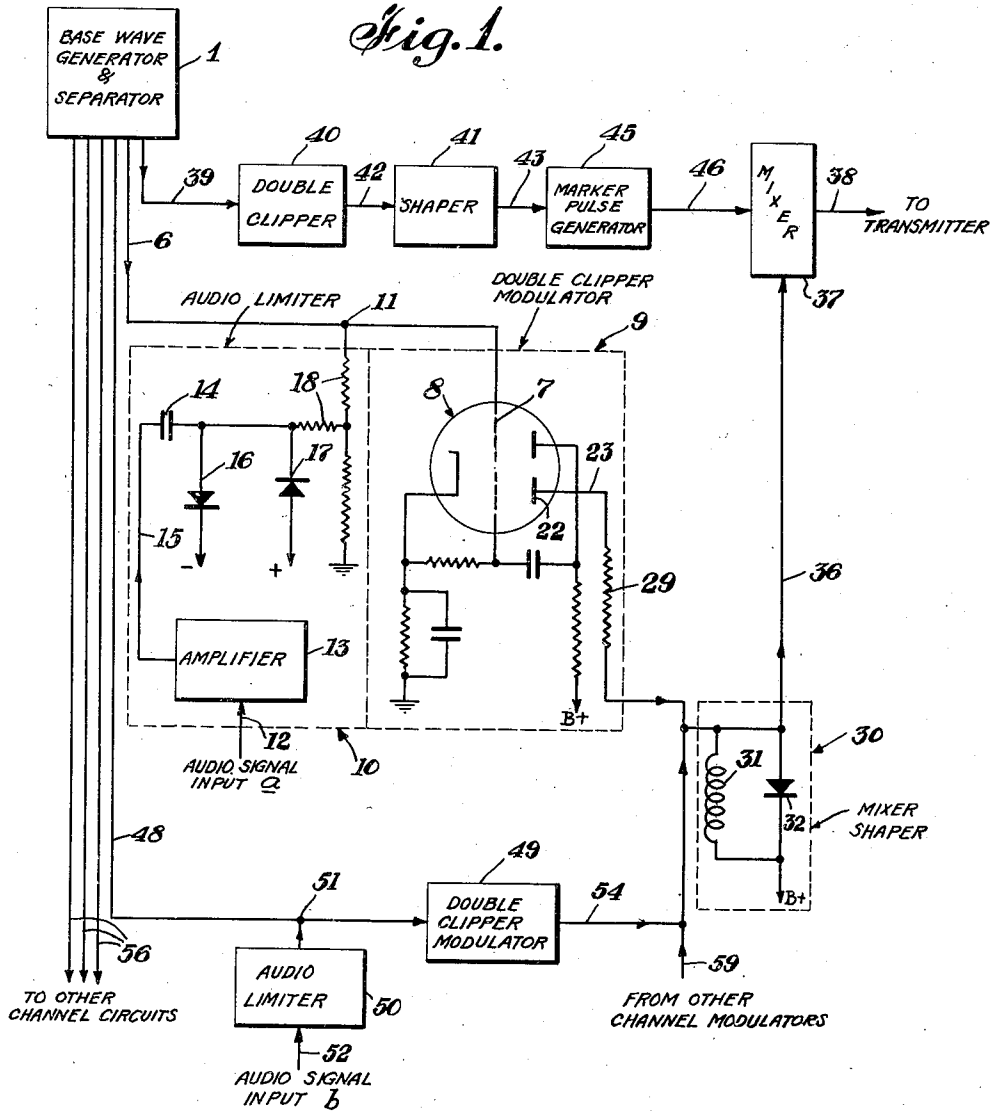 Fig. 1.
BASE WAVE
GENERATOR
&
SEPARATOR
1
39
40
DOUBLE
CLIPPER
42
41
SHAPER
43
45
MARKER
PULSE
GENERATOR
46
MIXER
38
TO
TRANSMITTER
37
6
AUDIO LIMITER
11
DOUBLE CLIPPER
MODULATOR
9
14
18
8
7
16
17
23
22
15
-
+
29
36
AMPLIFIER
13
B+
12
10
AUDIO SIGNAL
INPUT a
30
31
32
MIXER
SHAPER
B+
48
51
49
DOUBLE
CLIPPER
MODULATOR
54
56
AUDIO
LIMITER
50
59
TO OTHER
CHANNEL CIRCUITS
52
FROM OTHER
CHANNEL MODULATORS
AUDIO SIGNAL
INPUT b